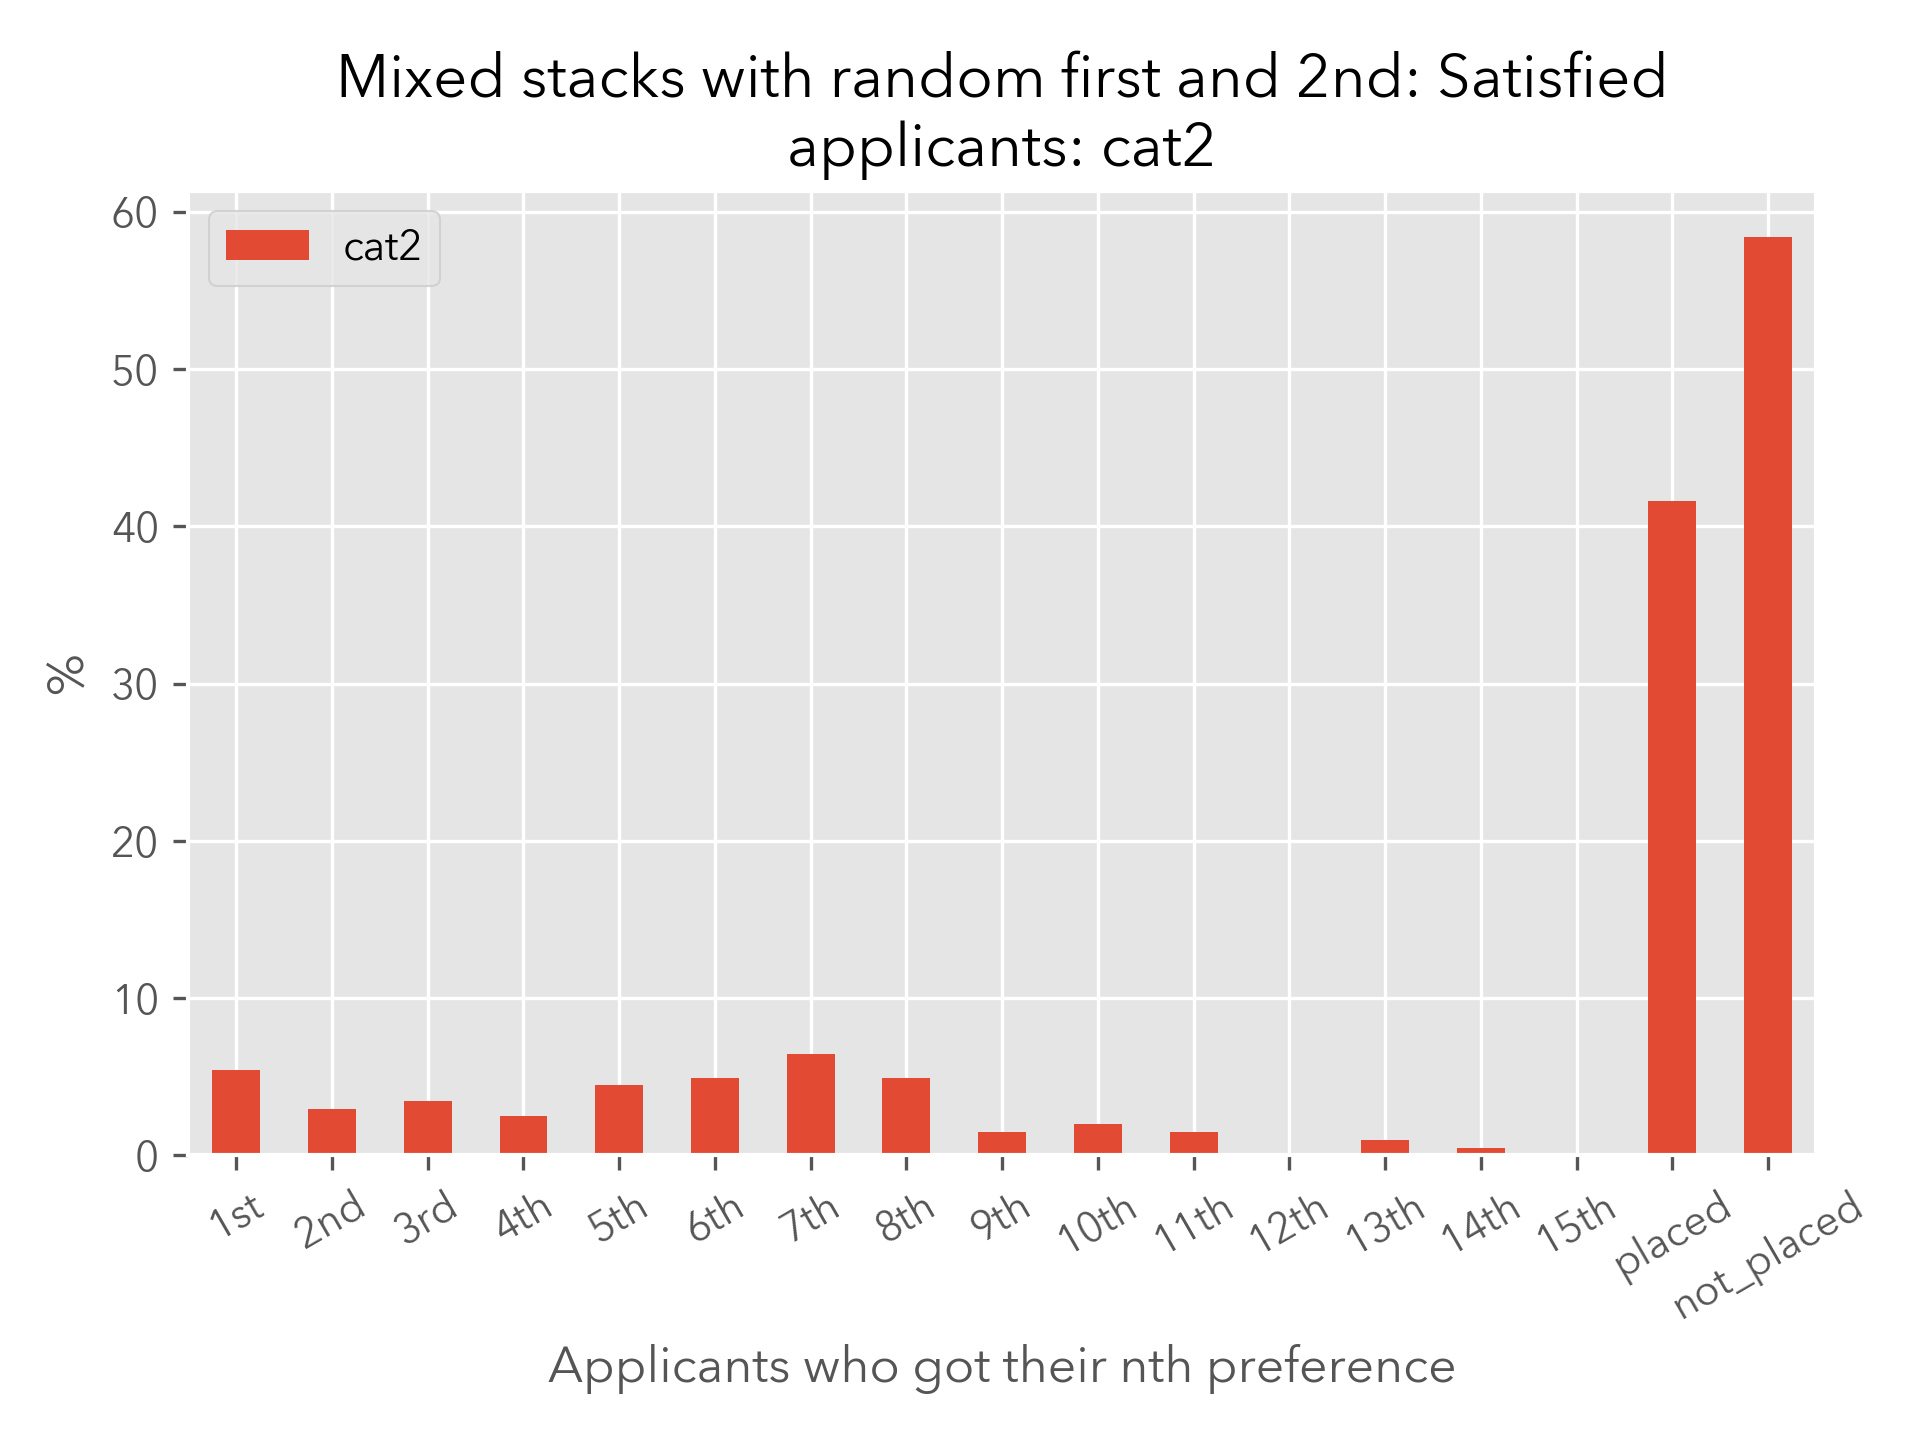 Mixed stacks with random first and 2nd: Satisfied
applicants: cat2
cat2
60
50
40
30
20
10
0
%
1st 2nd 3rd 4th 5th 6th 7th 8th 9th 10th 11th 12th 13th 14th 15th placed not_placed
Applicants who got their nth preference